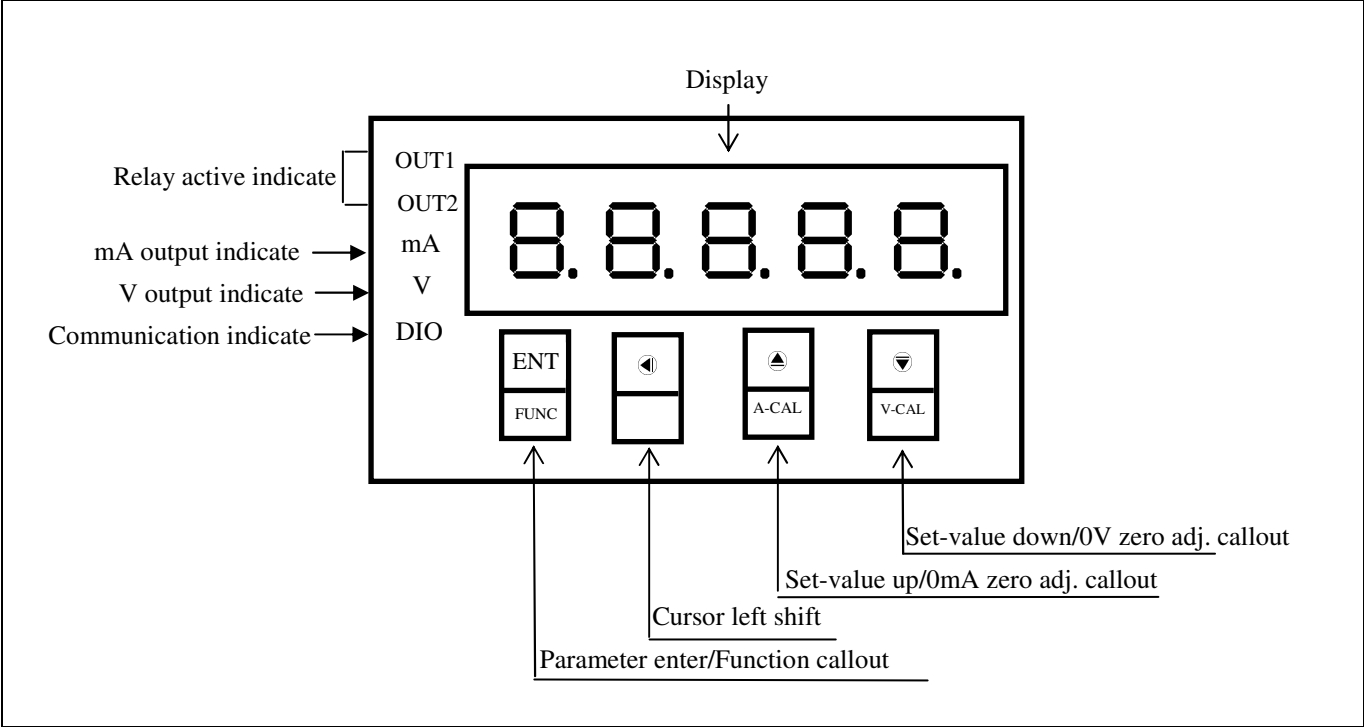 Display
Relay active indicate
OUT1
OUT2
mA output indicate
mA
V output indicate
V
Communication indicate
DIO
8.8.8.8.8.
ENT
FUNC
A-CAL
V-CAL
Set-value down/0V zero adj. callout
Set-value up/0mA zero adj. callout
Cursor left shift
Parameter enter/Function callout